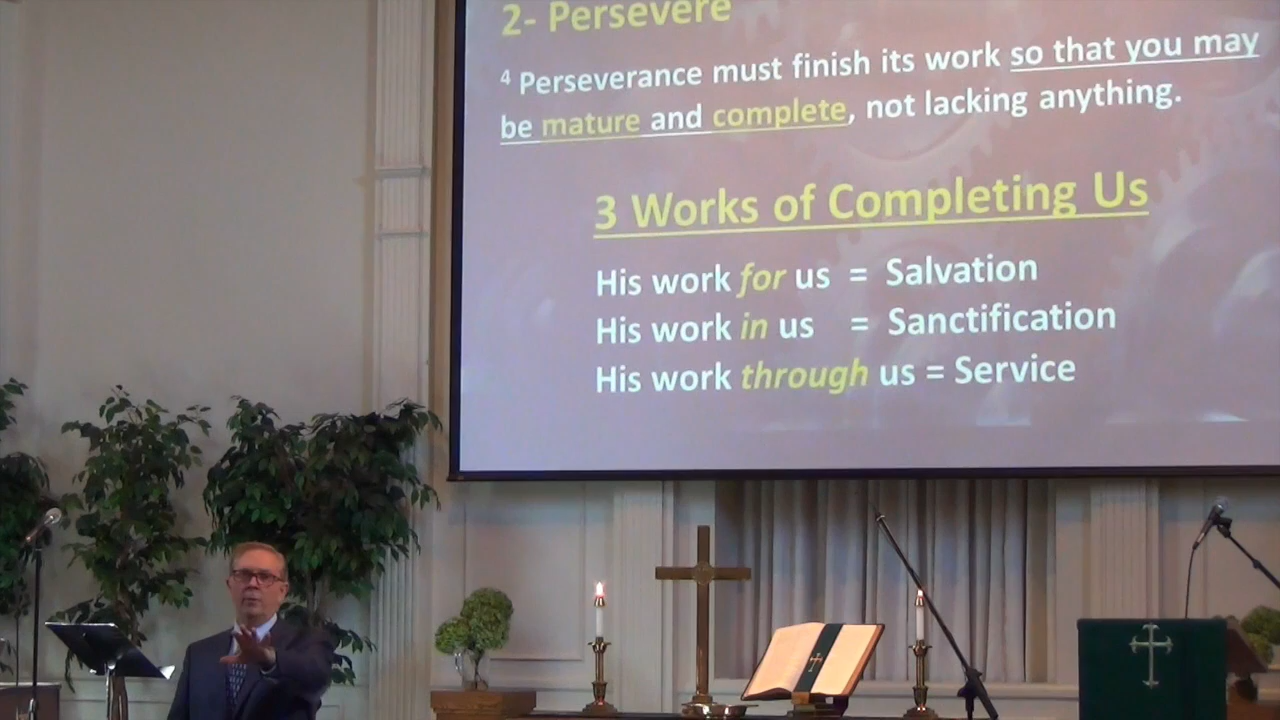 2- Persevere
4 Perseverance must finish its work so that you may
be mature and complete, not lacking anything.
3 Works of Completing Us
His work for us = Salvation
His work in us = Sanctification
His work through us = Service